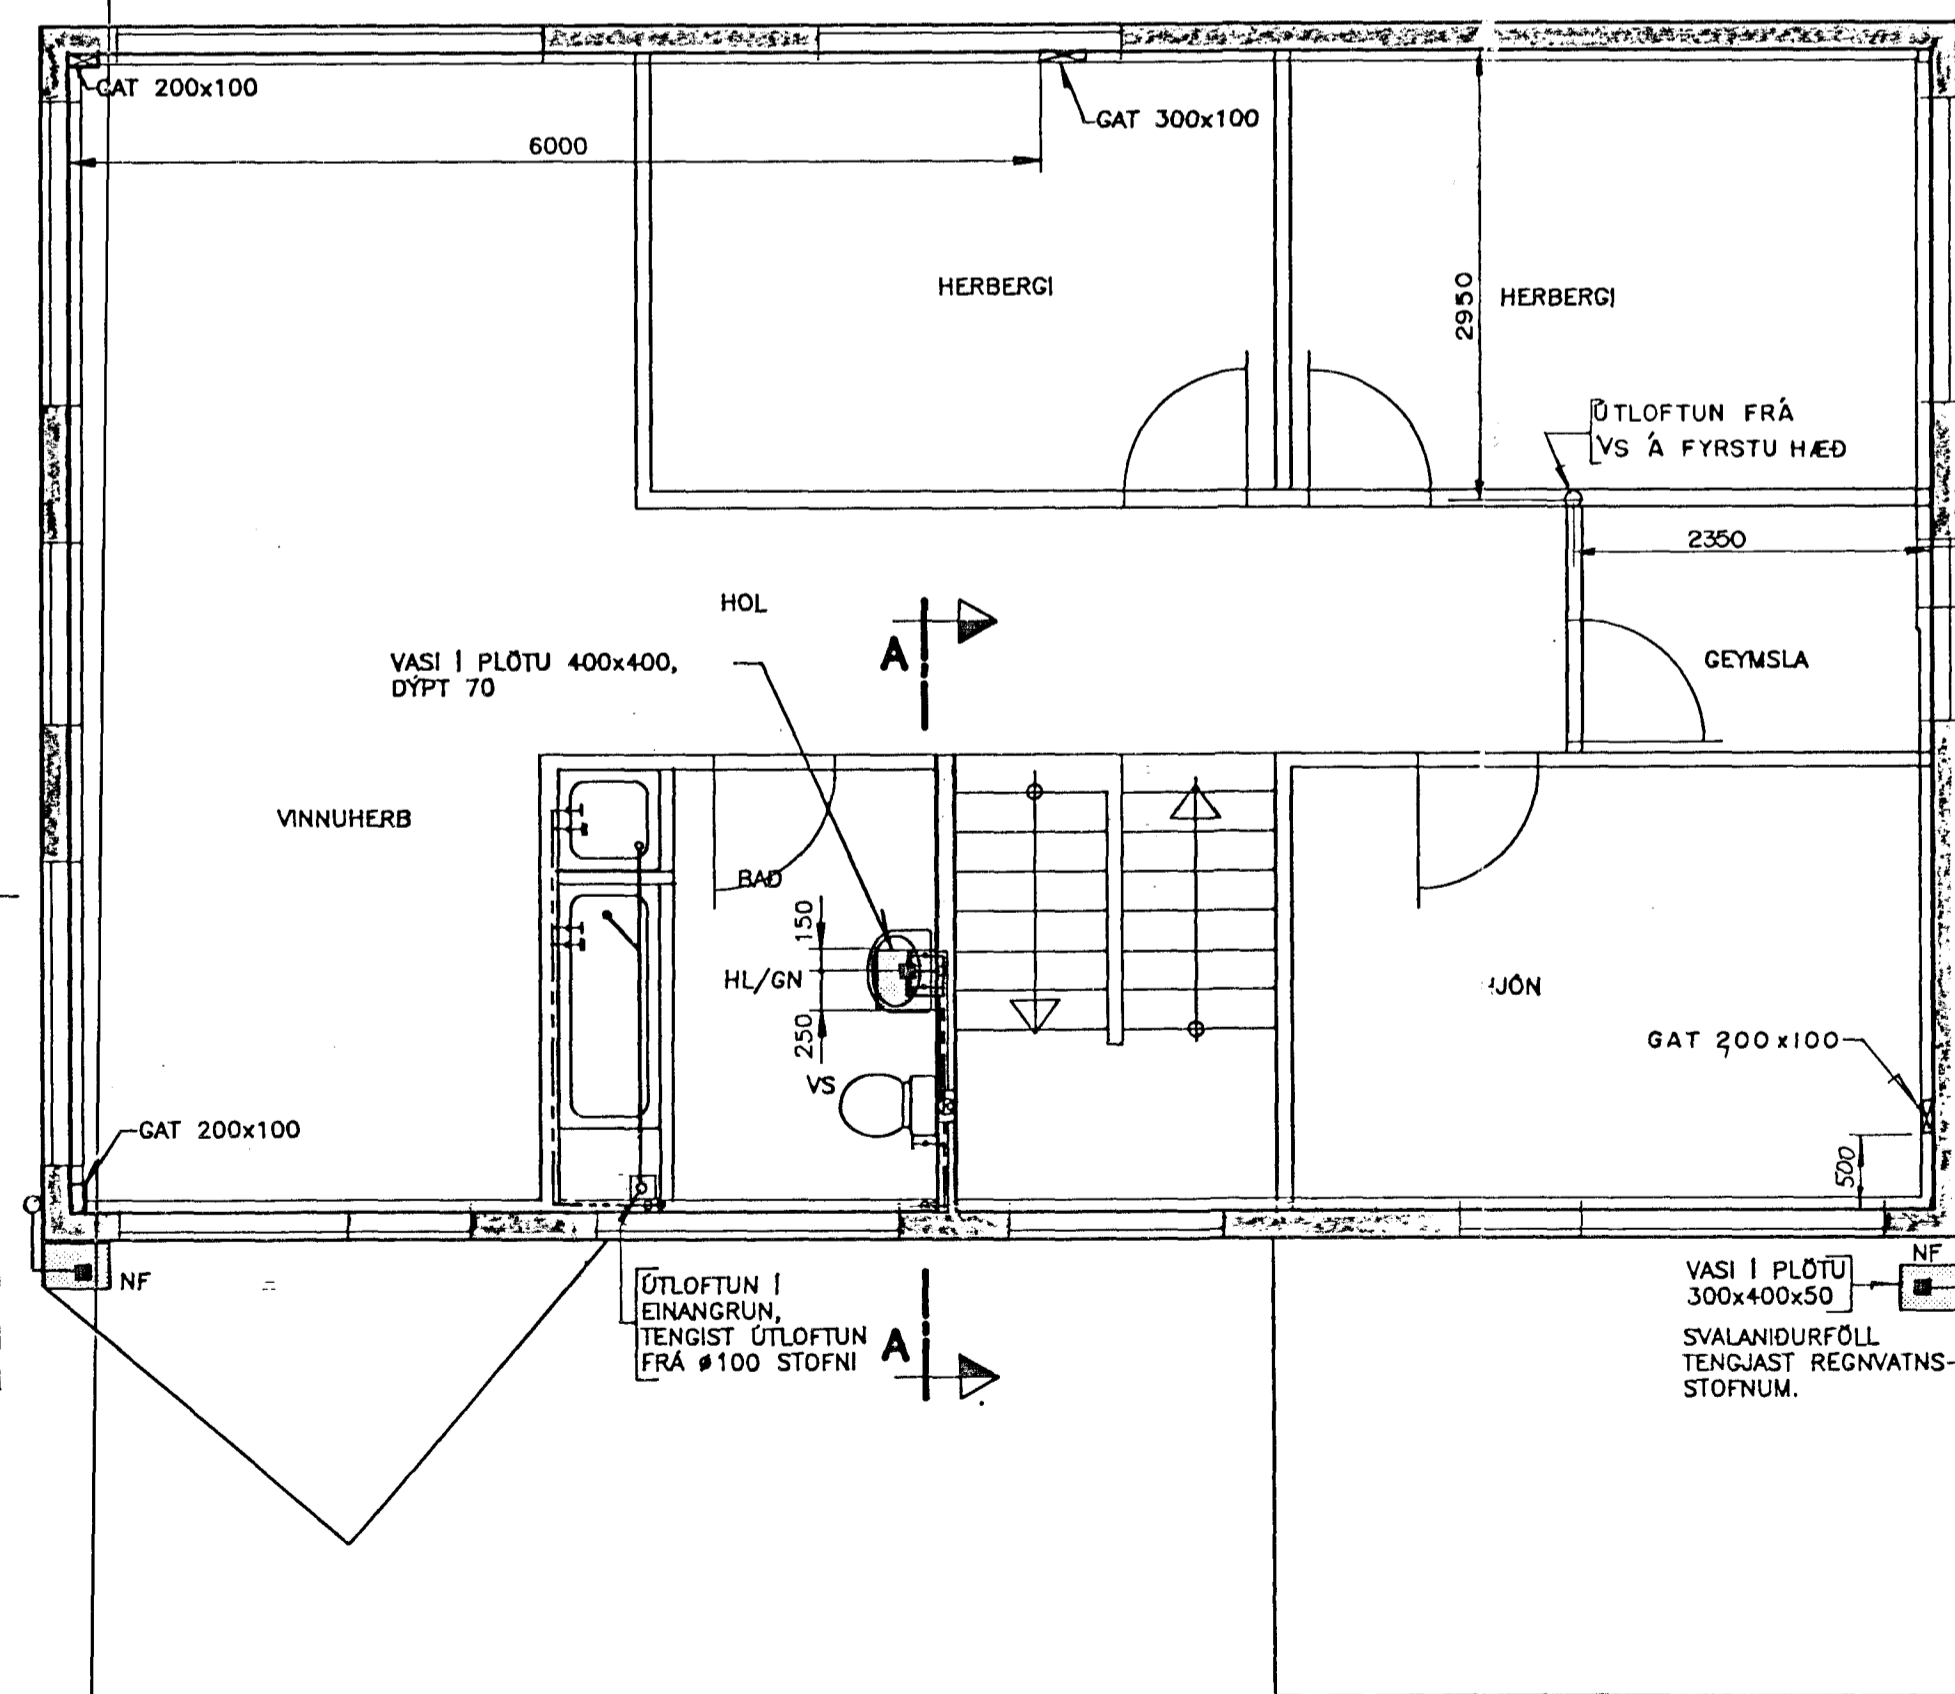 GAT 200x100
GAT 300x100
6000
HERBERGI
2950
HERBERGI
ÚTLOFTUN FRÁ
VS Á FYRSTU HÆÐ
2350
HOL
A
VASI Í PLÖTU 400x400,
DÝPT 70
GEYMSLA
VINNUHERB
BAÐ
150
HL/GN
250
VS
JÓN
GAT 200x100
GAT 200x100
500
NF
ÚTLOFTUN Í
EINANGRUN,
TENGIST ÚTLOFTUN
FRÁ ø100 STOFNI
A
NF
VASI Í PLÖTU
300x400x50
SVALANIÐURFÖLL
TENGJAST REGNVATNS-
STOFNUM.